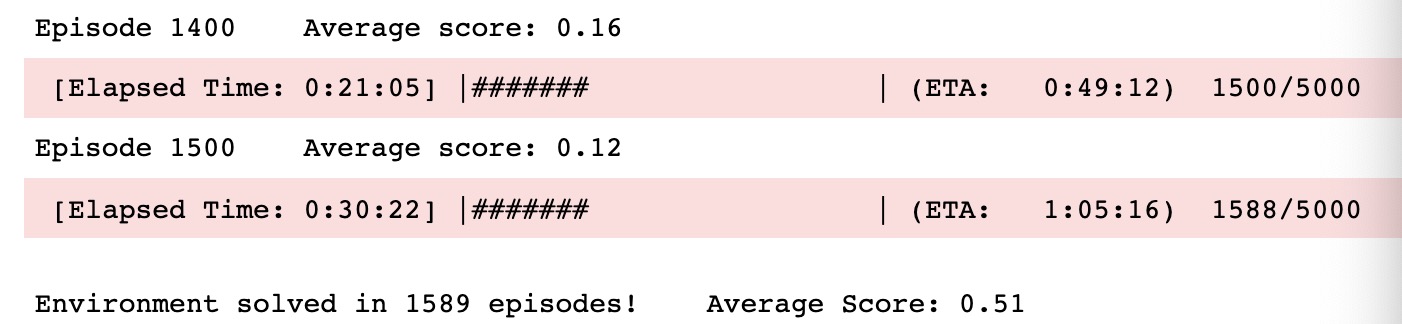 Episode 1400    Average score: 0.16
[Elapsed Time: 0:21:05] |#######                | (ETA:   0:49:12)  1500/5000
Episode 1500    Average score: 0.12
[Elapsed Time: 0:30:22] |#######                | (ETA:   1:05:16)  1588/5000
Environment solved in 1589 episodes!    Average Score: 0.51